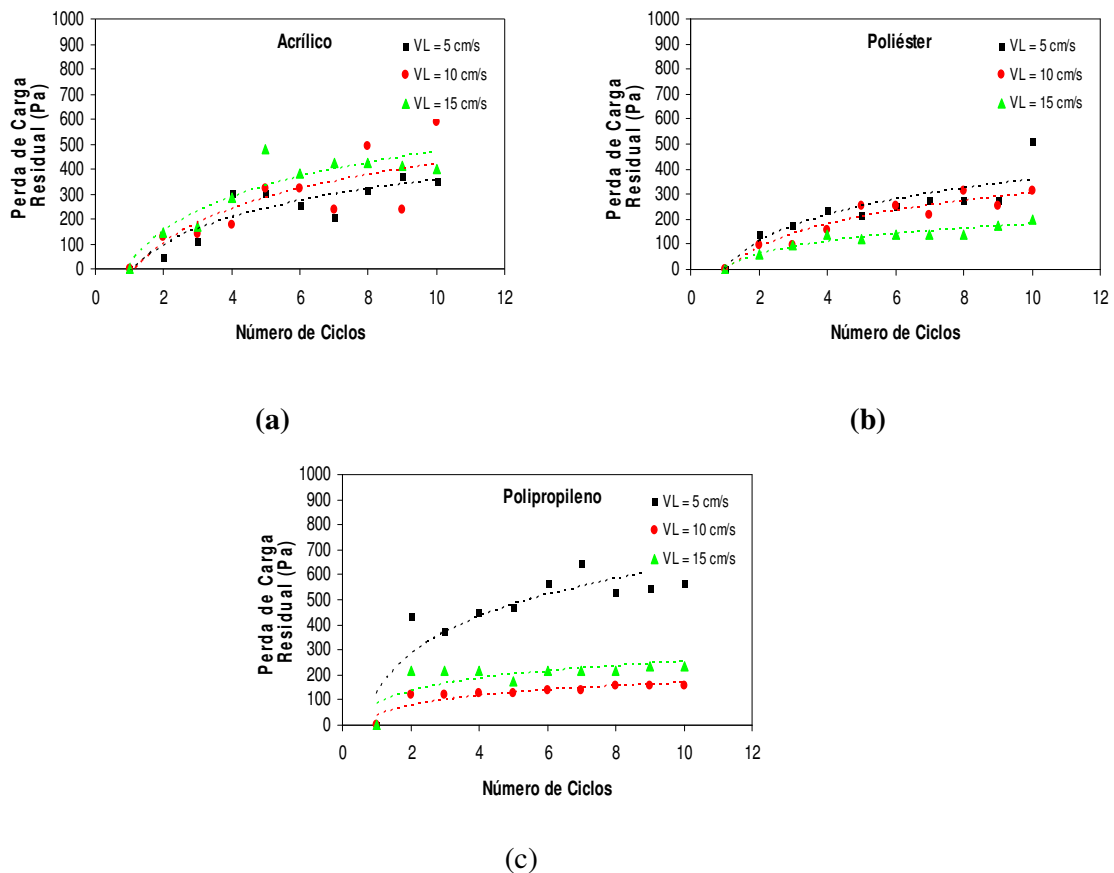 Acrílico
Perda de Carga
Residual (Pa)
1000
900
800
700
600
500
400
300
200
100
0
VL = 5 cm/s
VL = 10 cm/s
VL = 15 cm/s
0 2 4 6 8 10 12
Número de Ciclos
(a)
Poliéster
Perda de Carga
Residual (Pa)
1000
900
800
700
600
500
400
300
200
100
0
VL = 5 cm/s
VL = 10 cm/s
VL = 15 cm/s
0 2 4 6 8 10 12
Número de Ciclos
(b)
Polipropileno
Perda de Carga
Residual (Pa)
1000
900
800
700
600
500
400
300
200
100
0
VL = 5 cm/s
VL = 10 cm/s
VL = 15 cm/s
0 2 4 6 8 10 12
Número de Ciclos
(c)